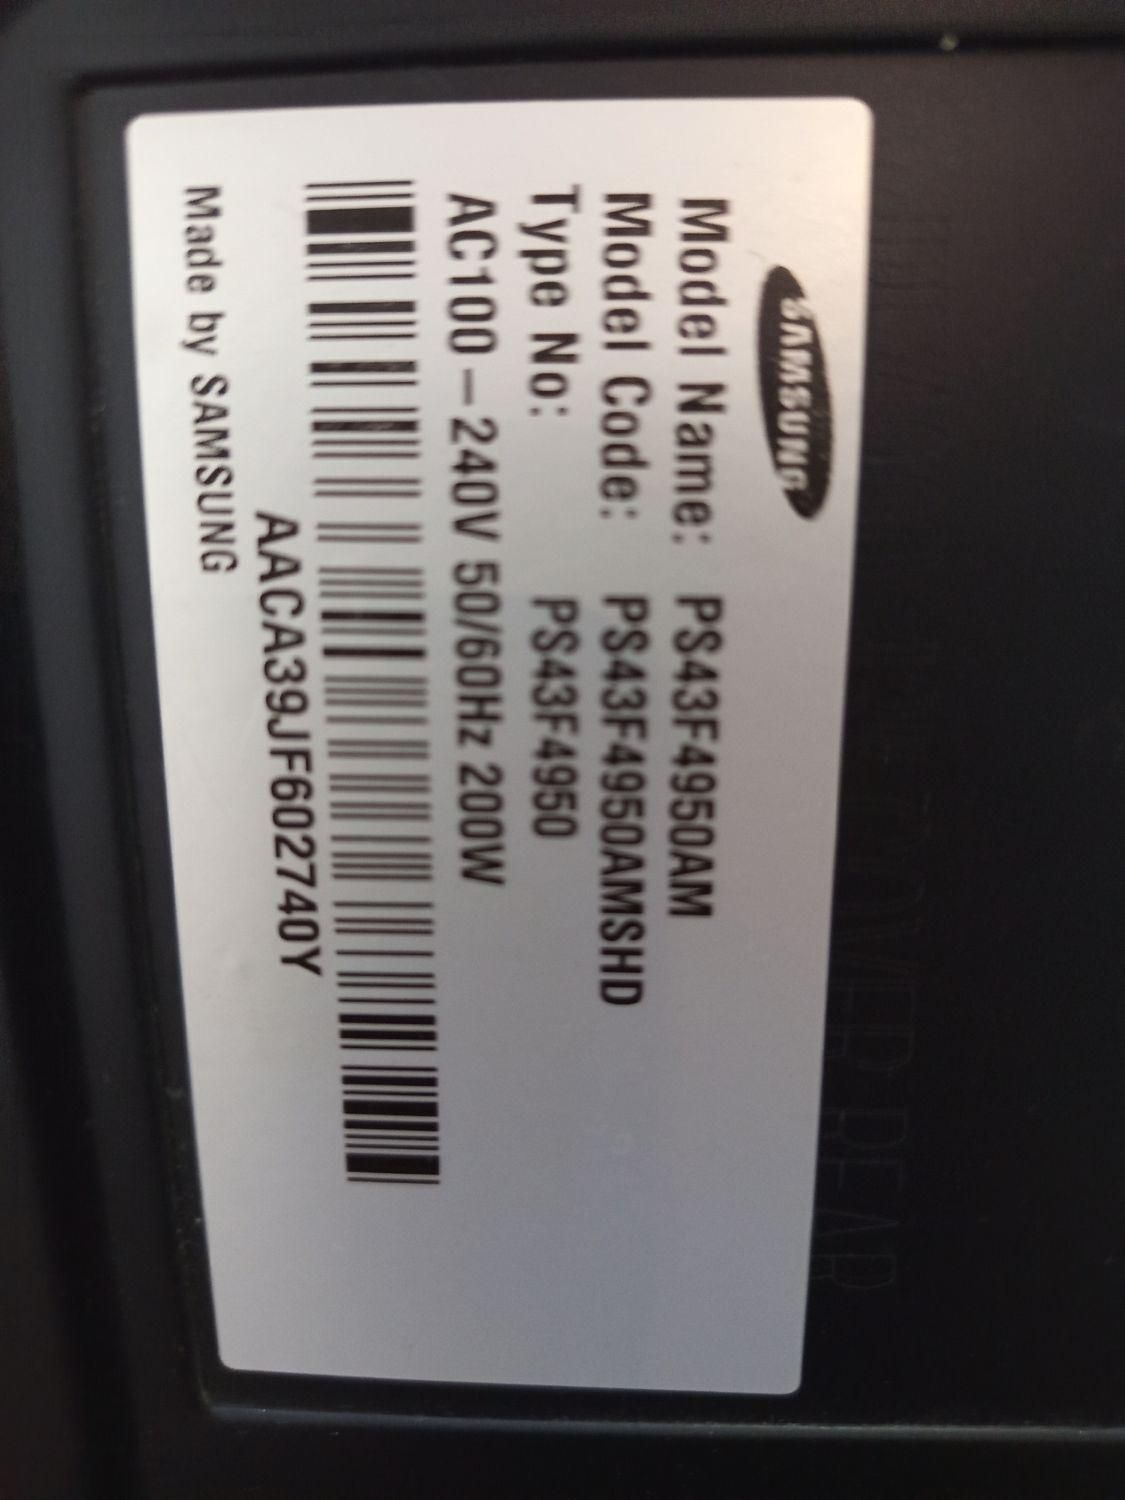 SAMSUNG
Model Name: PS43F4950AM
Model Code: PS43F4950AMSHD
Type No: PS43F4950
AC100-240V 50/60Hz 200W
AACA39JF602740Y
Made by SAMSUNG